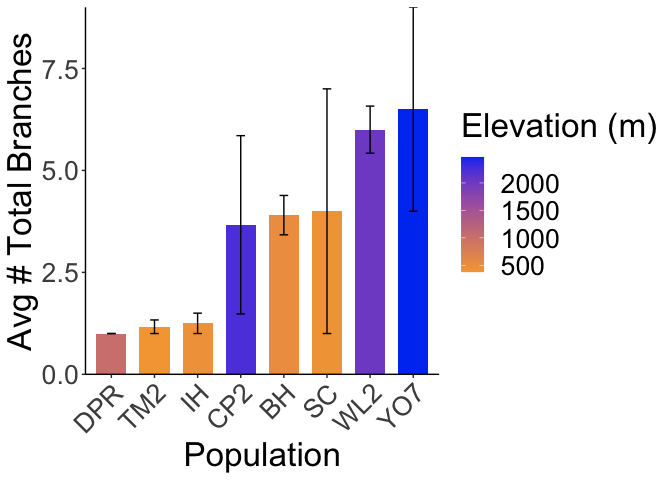 Avg # Total Branches
7.5
5.0
2.5
0.0
DPR
TM2
IH
CP2
BH
SC
WL2
YO7
Population
Elevation (m)
2000
1500
1000
500